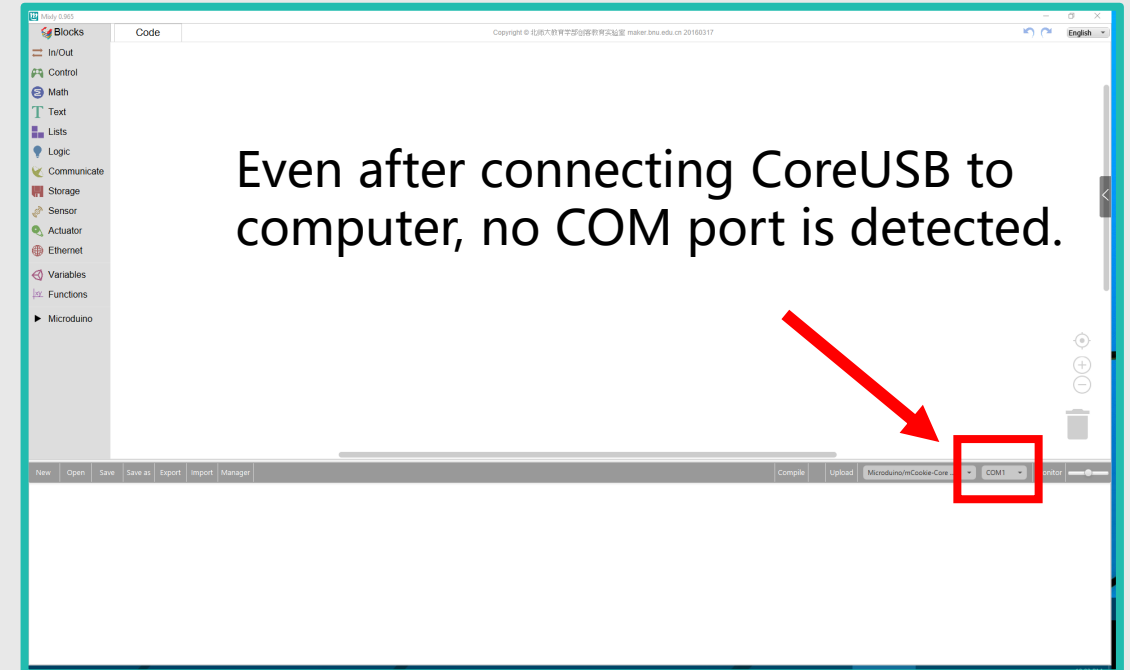 Mixly 0.965
Blocks
Code
Copyright © 北师大教育学部创客教育实验室 maker.bnu.edu.cn 20160317
English
In/Out
Control
Math
Text
Lists
Logic
Communicate
Storage
Sensor
Actuator
Ethernet
Variables
Functions
Microduino
Even after connecting CoreUSB to
computer, no COM port is detected.
New Open Save Save as Export Import Manager Compile Upload Microduino/mCookie-Core ... COM1